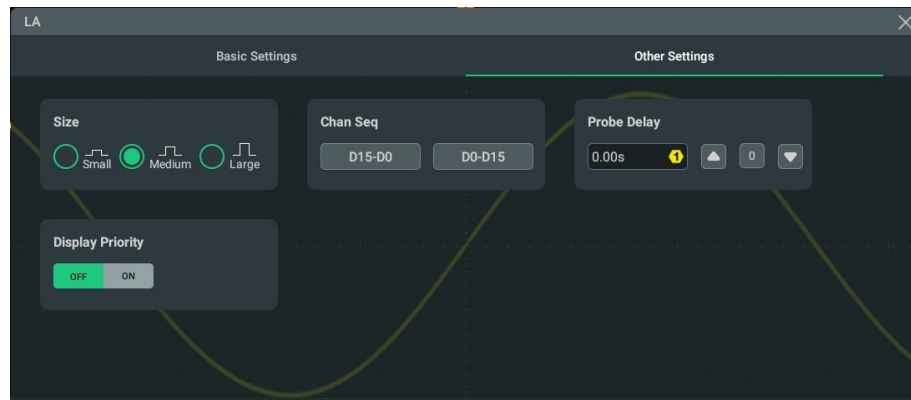 LA
Basic Settings
Other Settings
Size
Small
Medium
Large
Chan Seq
D15-D0
D0-D15
Probe Delay
0.00s
1
0
Display Priority
OFF
ON